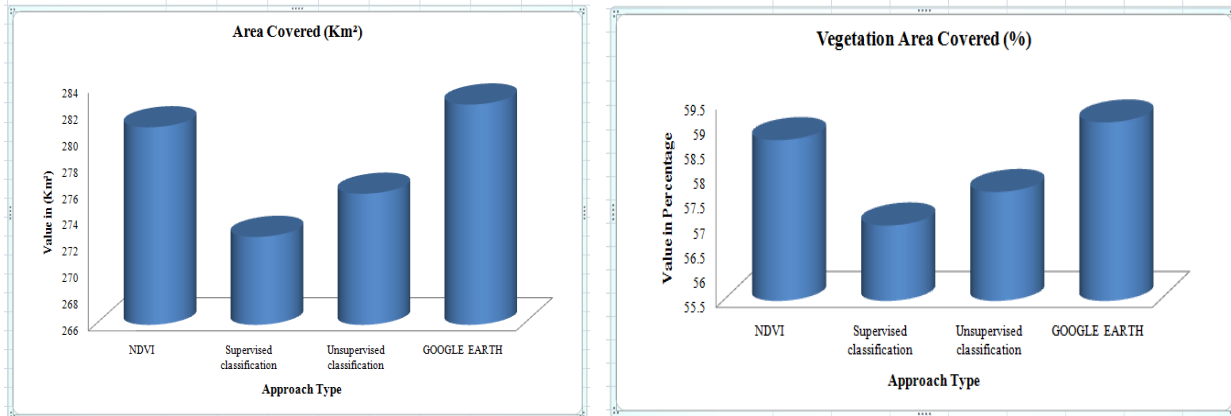 Area Covered (Km²)
Value in (Km²)
284
282
280
278
276
274
272
270
268
266
NDVI
Supervised
classification
Unsupervised
classification
GOOGLE EARTH
Approach Type
Vegetation Area Covered (%)
Value in Percentage
59.5
59
58.5
58
57.5
57
56.5
56
55.5
NDVI
Supervised
classification
Unsupervised
classification
GOOGLE EARTH
Approach Type